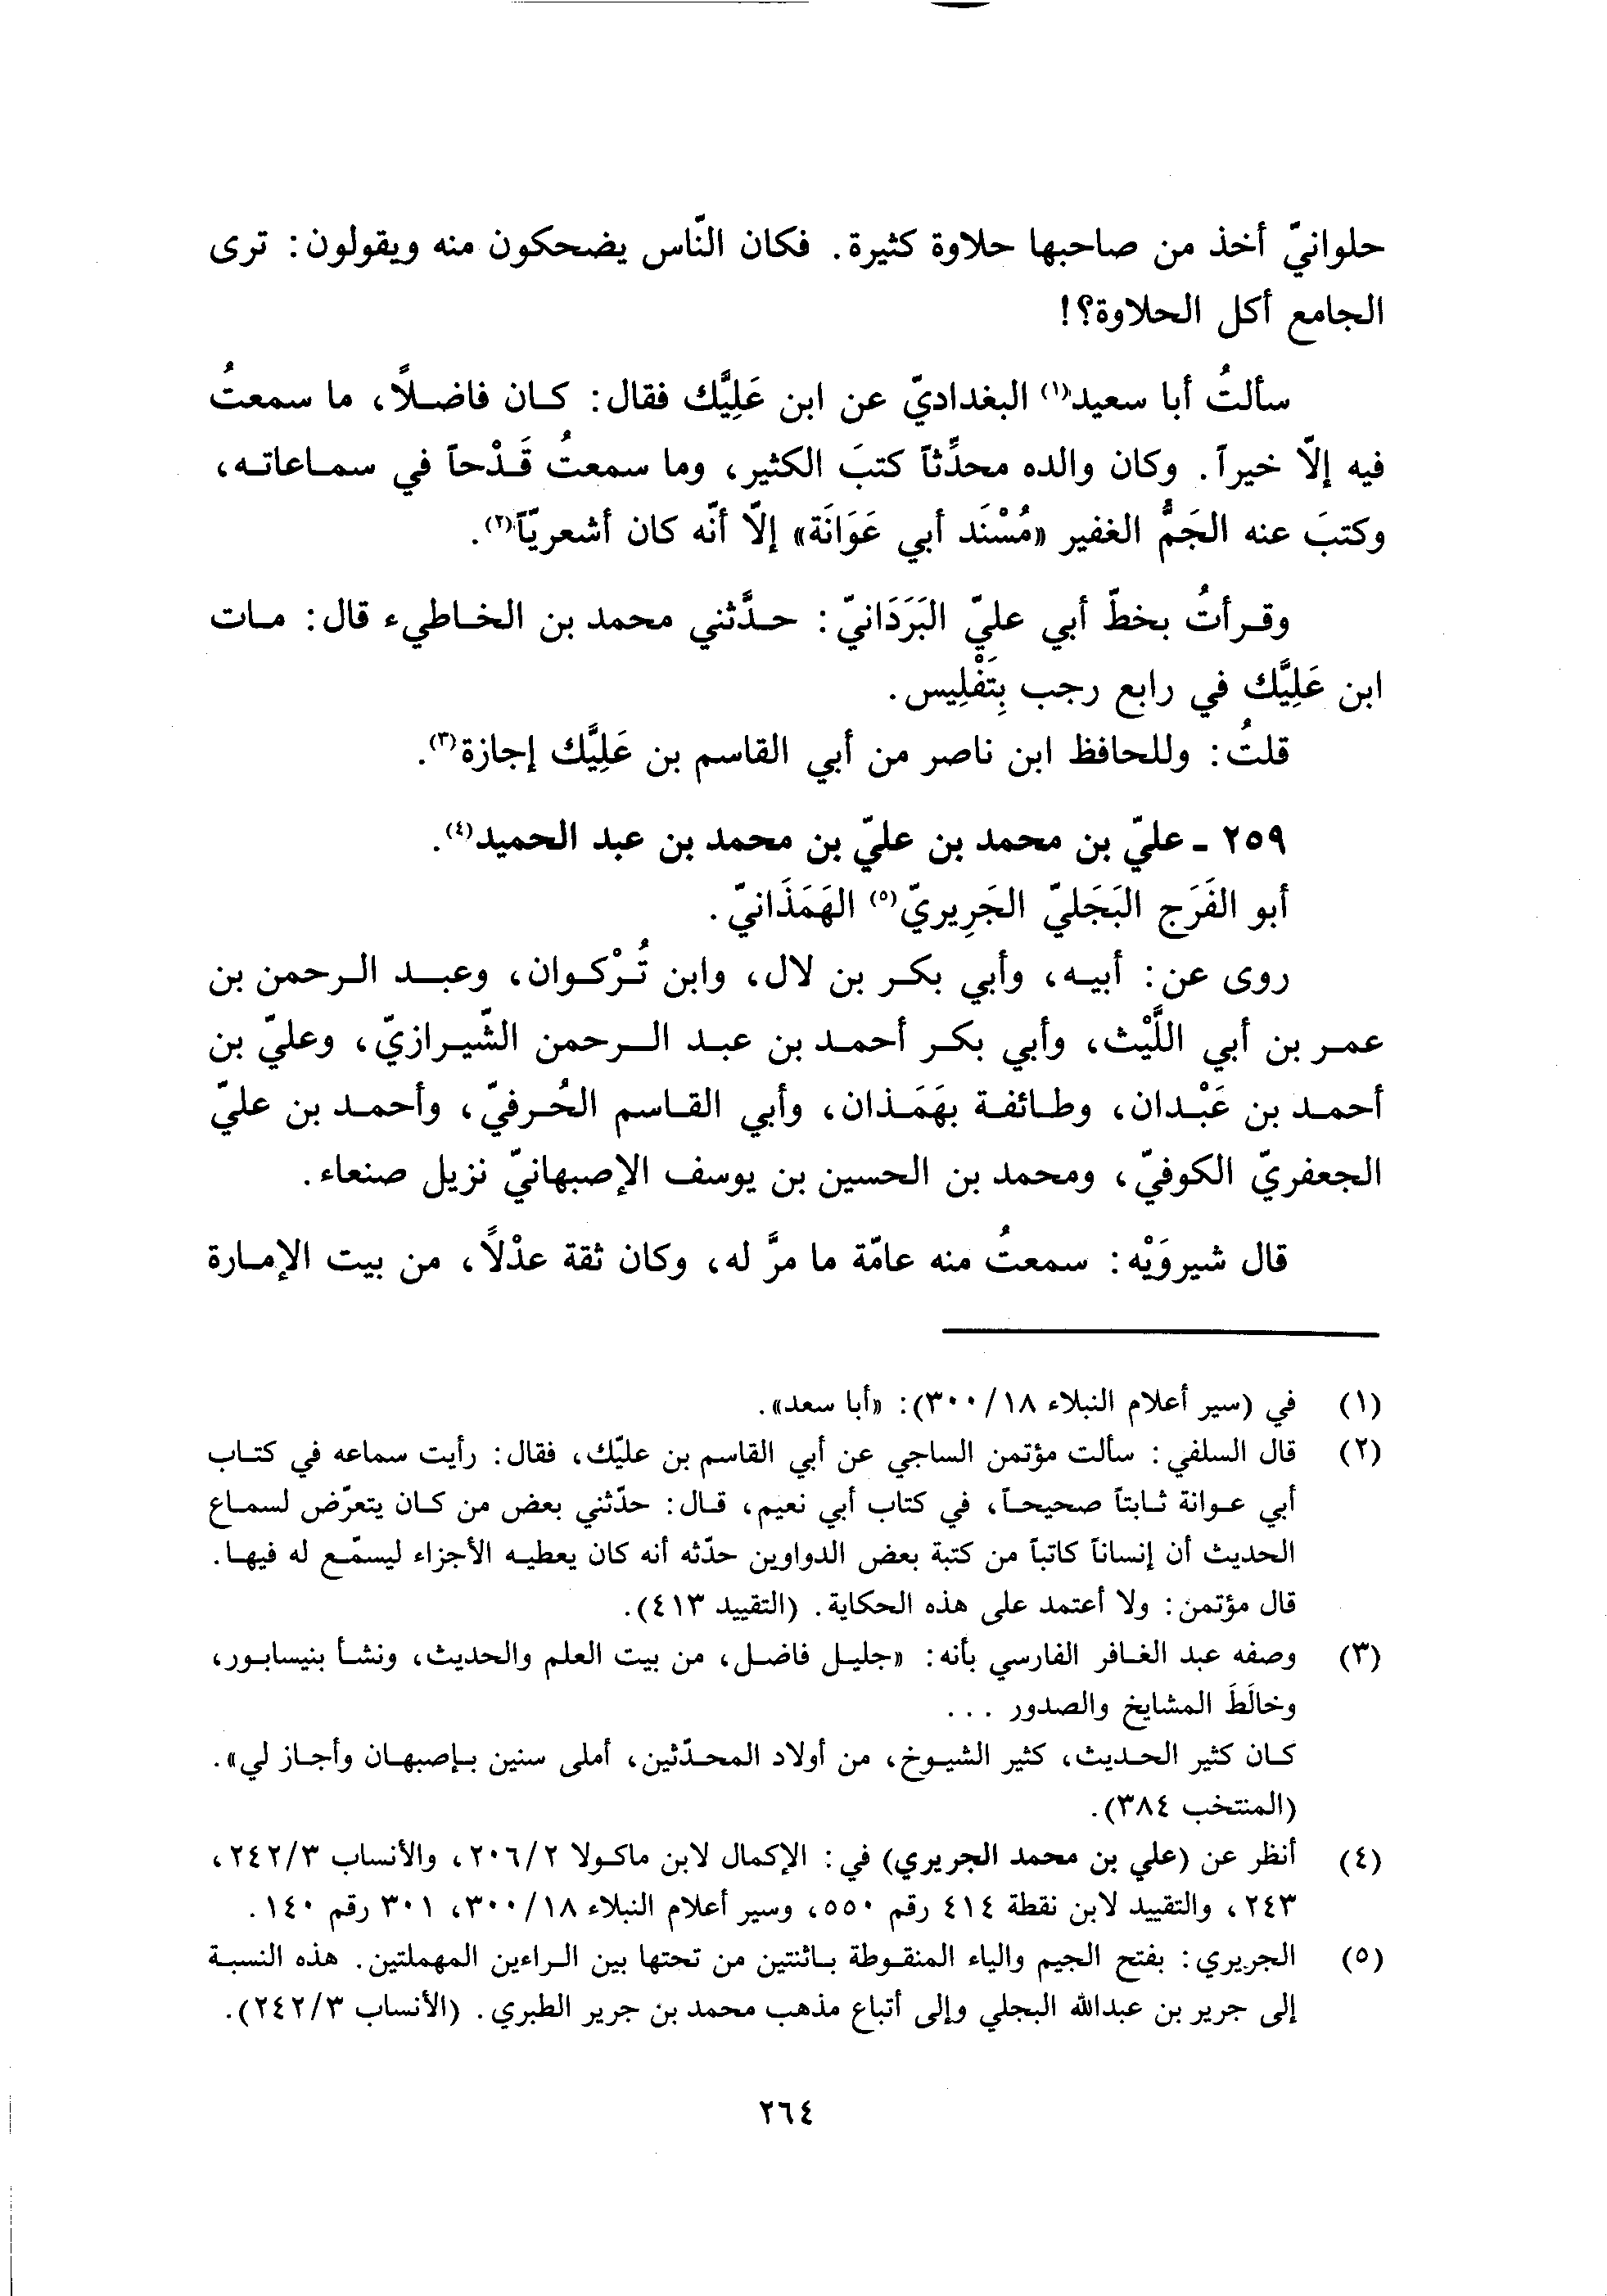 حلوانيّ أخذ من صاحبها حلاوة كثيرة. فكان النّاس يضحكون منه ويقولون: ترى
الجامع أكل الحلاوة؟!
سألتُ أبا سعيد(١) البغداديّ عن ابن عَلِيَّك فقال: كان فاضلاً، ما سمعتُ
فيه إلّا خيراً. وكان والده محدِّثاً كتبَ الكثير، وما سمعتُ قَدْحاً في سماعاته،
وكتبَ عنه الجَمُّ الغفير «مُسْنَد أبي عَوَانَة» إلّا أنّه كان أشعريّاً(٢).
وقرأتُ بخطّ أبي عليّ البَرَدَانيّ: حدَّثني محمد بن الخاطيء قال: مات
ابن عَلِيَّك في رابع رجب بِتَفْلِيس.
قلتُ: وللحافظ ابن ناصر من أبي القاسم بن عَلِيَّك إجازة(٣).
٢٥٩ - عليّ بن محمد بن عليّ بن محمد بن عبد الحميد(٤).
أبو الفَرَج البَجَليّ الجَرِيريّ(٥) الهَمَذَانيّ.
روى عن: أبيه، وأبي بكر بن لال، وابن تُرْكوان، وعبد الرحمن بن
عمر بن أبي اللَّيْث، وأبي بكر أحمد بن عبد الرحمن الشّيرازيّ، وعليّ بن
أحمد بن عَبْدان، وطائفة بهَمَذان، وأبي القاسم الحُرفيّ، وأحمد بن عليّ
الجعفريّ الكوفيّ، ومحمد بن الحسين بن يوسف الإصبهانيّ نزيل صنعاء.
قال شيروَيْه: سمعتُ منه عامّة ما مرَّ له، وكان ثقة عدْلاً، من بيت الإمارة
(١) في (سير أعلام النبلاء ١٨/٣٠٠): «أبا سعد».
(٢) قال السلفي: سألت مؤتمن الساجي عن أبي القاسم بن عليّك، فقال: رأيت سماعه في كتاب
أبي عوانة ثابتاً صحيحاً، في كتاب أبي نعيم، قال: حدّثني بعض من كان يتعرّض لسماع
الحديث أن إنساناً كاتباً من كتبة بعض الدواوين حدّثه أنه كان يعطيه الأجزاء ليسمّع له فيها.
قال مؤتمن: ولا أعتمد على هذه الحكاية. (التقييد ٤١٣).
(٣) وصفه عبد الغافر الفارسي بأنه: «جليل فاضل، من بيت العلم والحديث، ونشأ بنيسابور،
وخالَطَ المشايخ والصدور ...
كان كثير الحديث، كثير الشيوخ، من أولاد المحدّثين، أملى سنين بإصبهان وأجاز لي».
(المنتخب ٣٨٤).
(٤) أنظر عن (علي بن محمد الجريري) في: الإكمال لابن ماكولا ٢/٢٠٦، والأنساب ٣/٢٤٢،
٢٤٣، والتقييد لابن نقطة ٤١٤ رقم ٥٥٠، وسير أعلام النبلاء ١٨/٣٠٠، ٣٠١ رقم ١٤٠.
(٥) الجريري: بفتح الجيم والياء المنقوطة باثنتين من تحتها بين الراءين المهملتين. هذه النسبة
إلى جرير بن عبدالله البجلي وإلى أتباع مذهب محمد بن جرير الطبري. (الأنساب ٣/٢٤٢).
٢٦٤